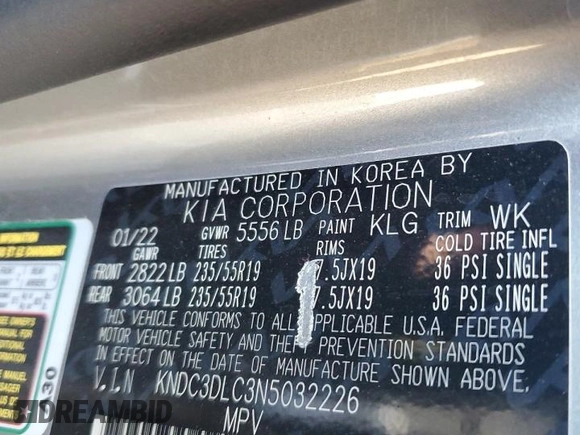 MANUFACTURED IN KOREA BY
KIA CORPORATION
01/22 GVWR 5556 LB PAINT KLG TRIM WK
GAWR TIRES RIMS COLD TIRE INFL
FRONT 2822 LB 235/55R19 7.5JX19 36 PSI SINGLE
REAR 3064 LB 235/55R19 7.5JX19 36 PSI SINGLE
THIS VEHICLE CONFORMS TO ALL APPLICABLE U.S.A. FEDERAL
MOTOR VEHICLE SAFETY AND THEFT PREVENTION STANDARDS
IN EFFECT ON THE DATE OF MANUFACTURE SHOWN ABOVE.
V.I.N KNDC3DLC3N5032226
MPV
INFORMATION
DREAMBID